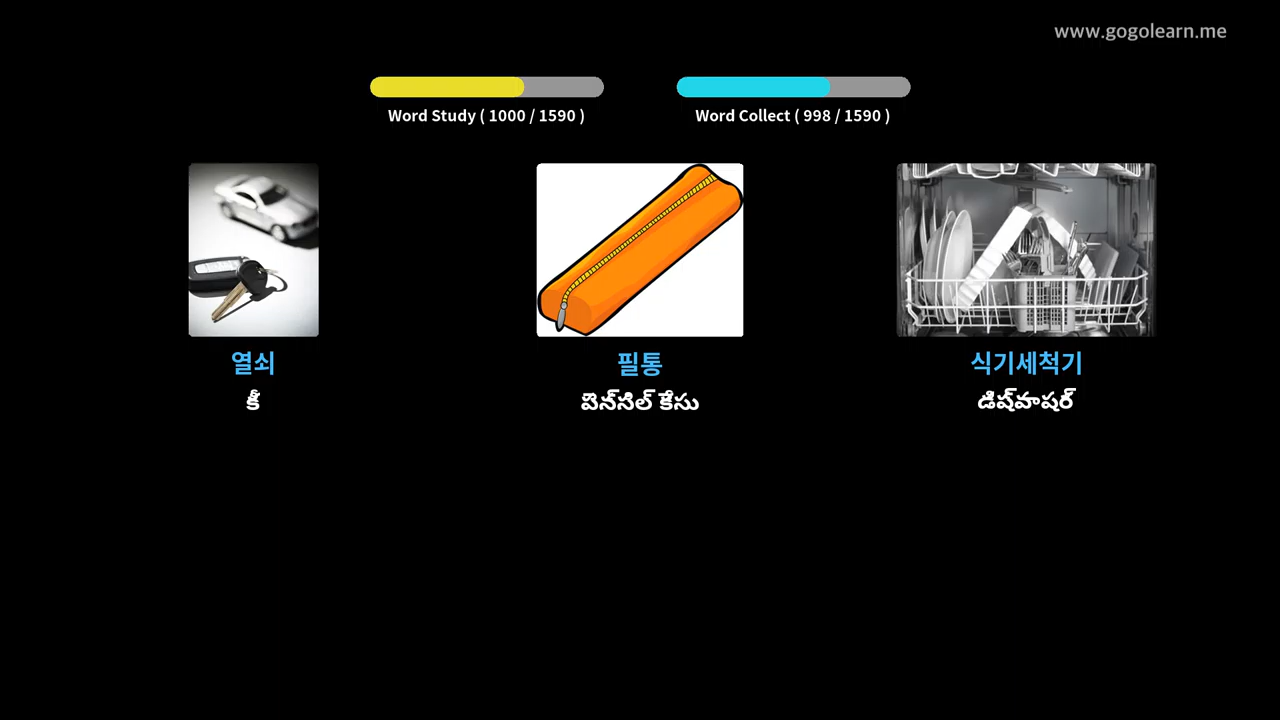 www.gogolearn.me
Word Study ( 1000 / 1590 )
Word Collect ( 998 / 1590 )
열쇠
필통
식기세척기
కీ
పెన్‌సిల్ కేసు
డిష్‌వాషర్